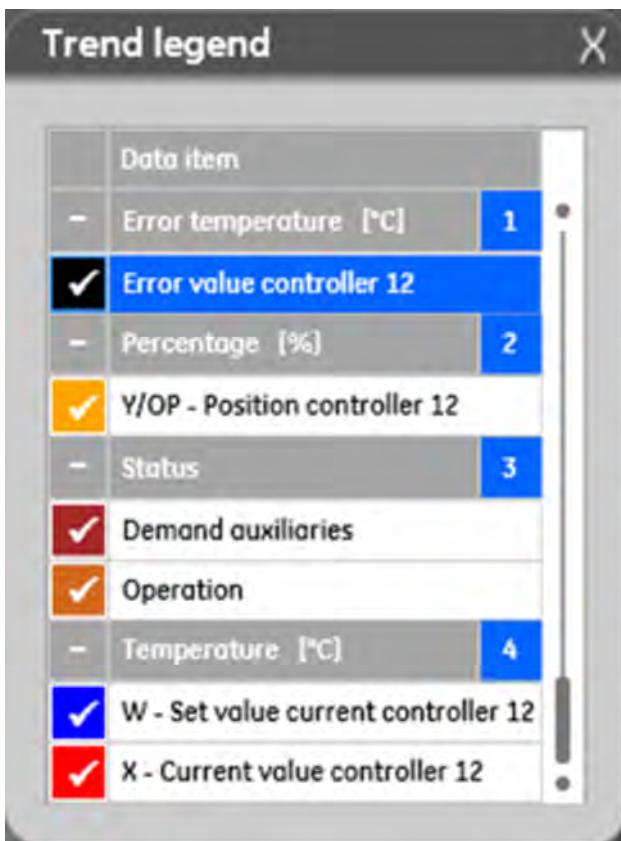 Trend legend X
Data item
– Error temperature [°C] 1
Error value controller 12
– Percentage [%] 2
Y/OP - Position controller 12
– Status 3
Demand auxiliaries
Operation
– Temperature [°C] 4
W - Set value current controller 12
X - Current value controller 12